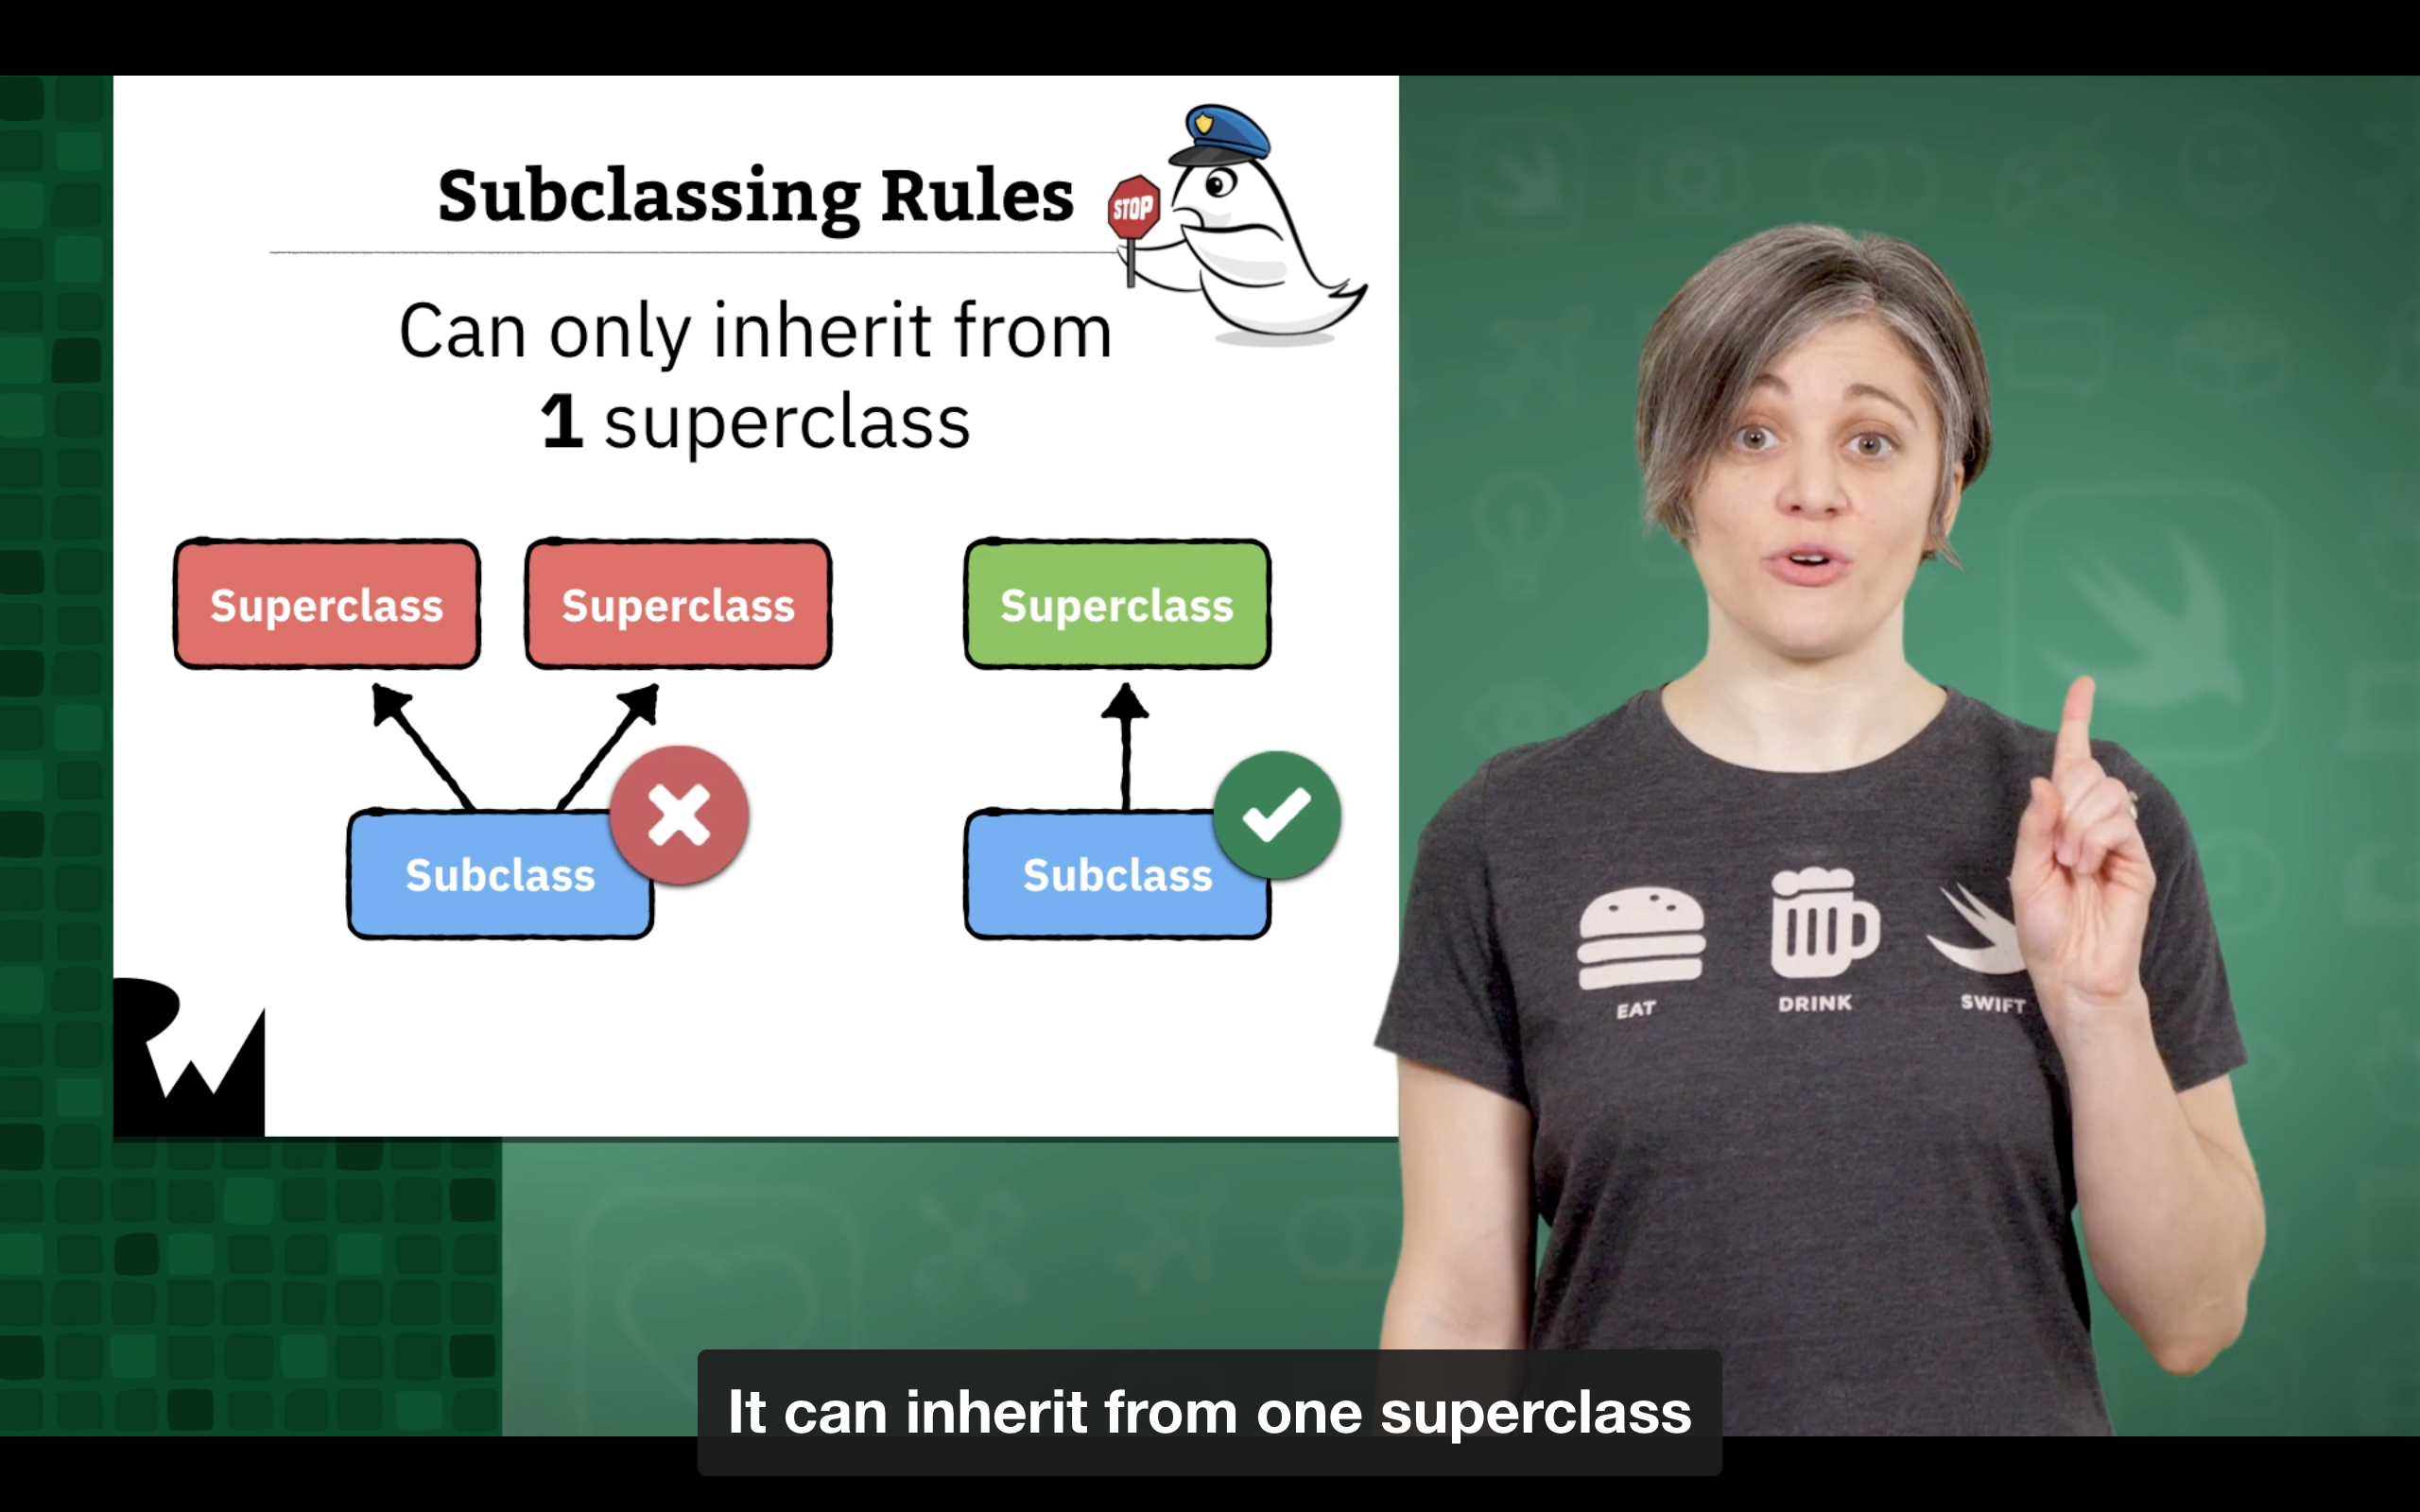 Subclassing Rules
STOP
Can only inherit from
1 superclass
Superclass Superclass Superclass
Subclass Subclass
EAT DRINK SWIFT
It can inherit from one superclass